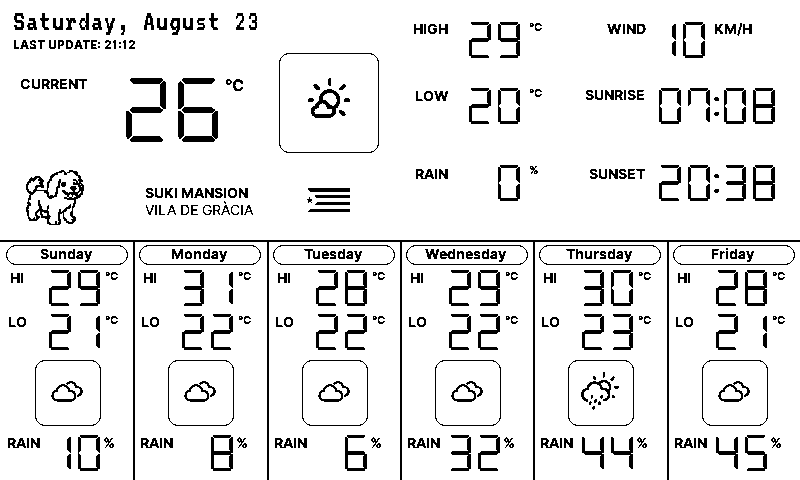 Saturday, August 23
LAST UPDATE: 21:12
CURRENT 26 °C
HIGH 29 °C
LOW 20 °C
RAIN 0 %
WIND 10 KM/H
SUNRISE 07:08
SUNSET 20:38
SUKI MANSION
VILA DE GRÀCIA
Sunday
HI 29 °C
LO 21 °C
RAIN 10 %
Monday
HI 31 °C
LO 22 °C
RAIN 8 %
Tuesday
HI 28 °C
LO 22 °C
RAIN 6 %
Wednesday
HI 29 °C
LO 22 °C
RAIN 32 %
Thursday
HI 30 °C
LO 23 °C
RAIN 44 %
Friday
HI 28 °C
LO 21 °C
RAIN 45 %